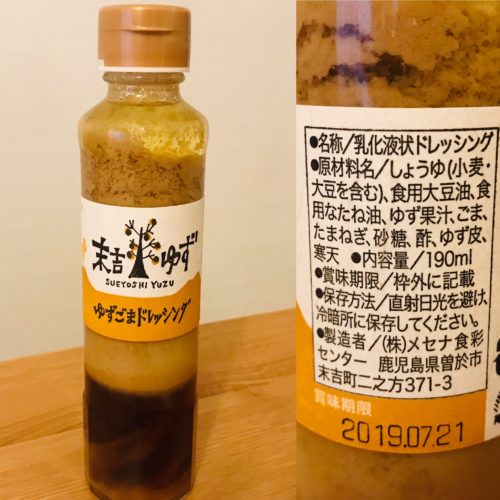 末吉ゆず
SUEYOSHI YUZU
ゆずごまドレッシング
●名称/乳化液状ドレッシング
●原材料名/しょうゆ(小麦・
大豆を含む)、食用大豆油、食
用なたね油、ゆず果汁、ごま、
たまねぎ、砂糖、酢、ゆず皮、
寒天 ●内容量/190ml
●賞味期限/枠外に記載
●保存方法/直射日光を避け、
冷暗所に保存してください。
●製造者/(株)メセナ食彩
センター 鹿児島県曽於市
末吉町二之方371-3
賞味期限
2019.07.21